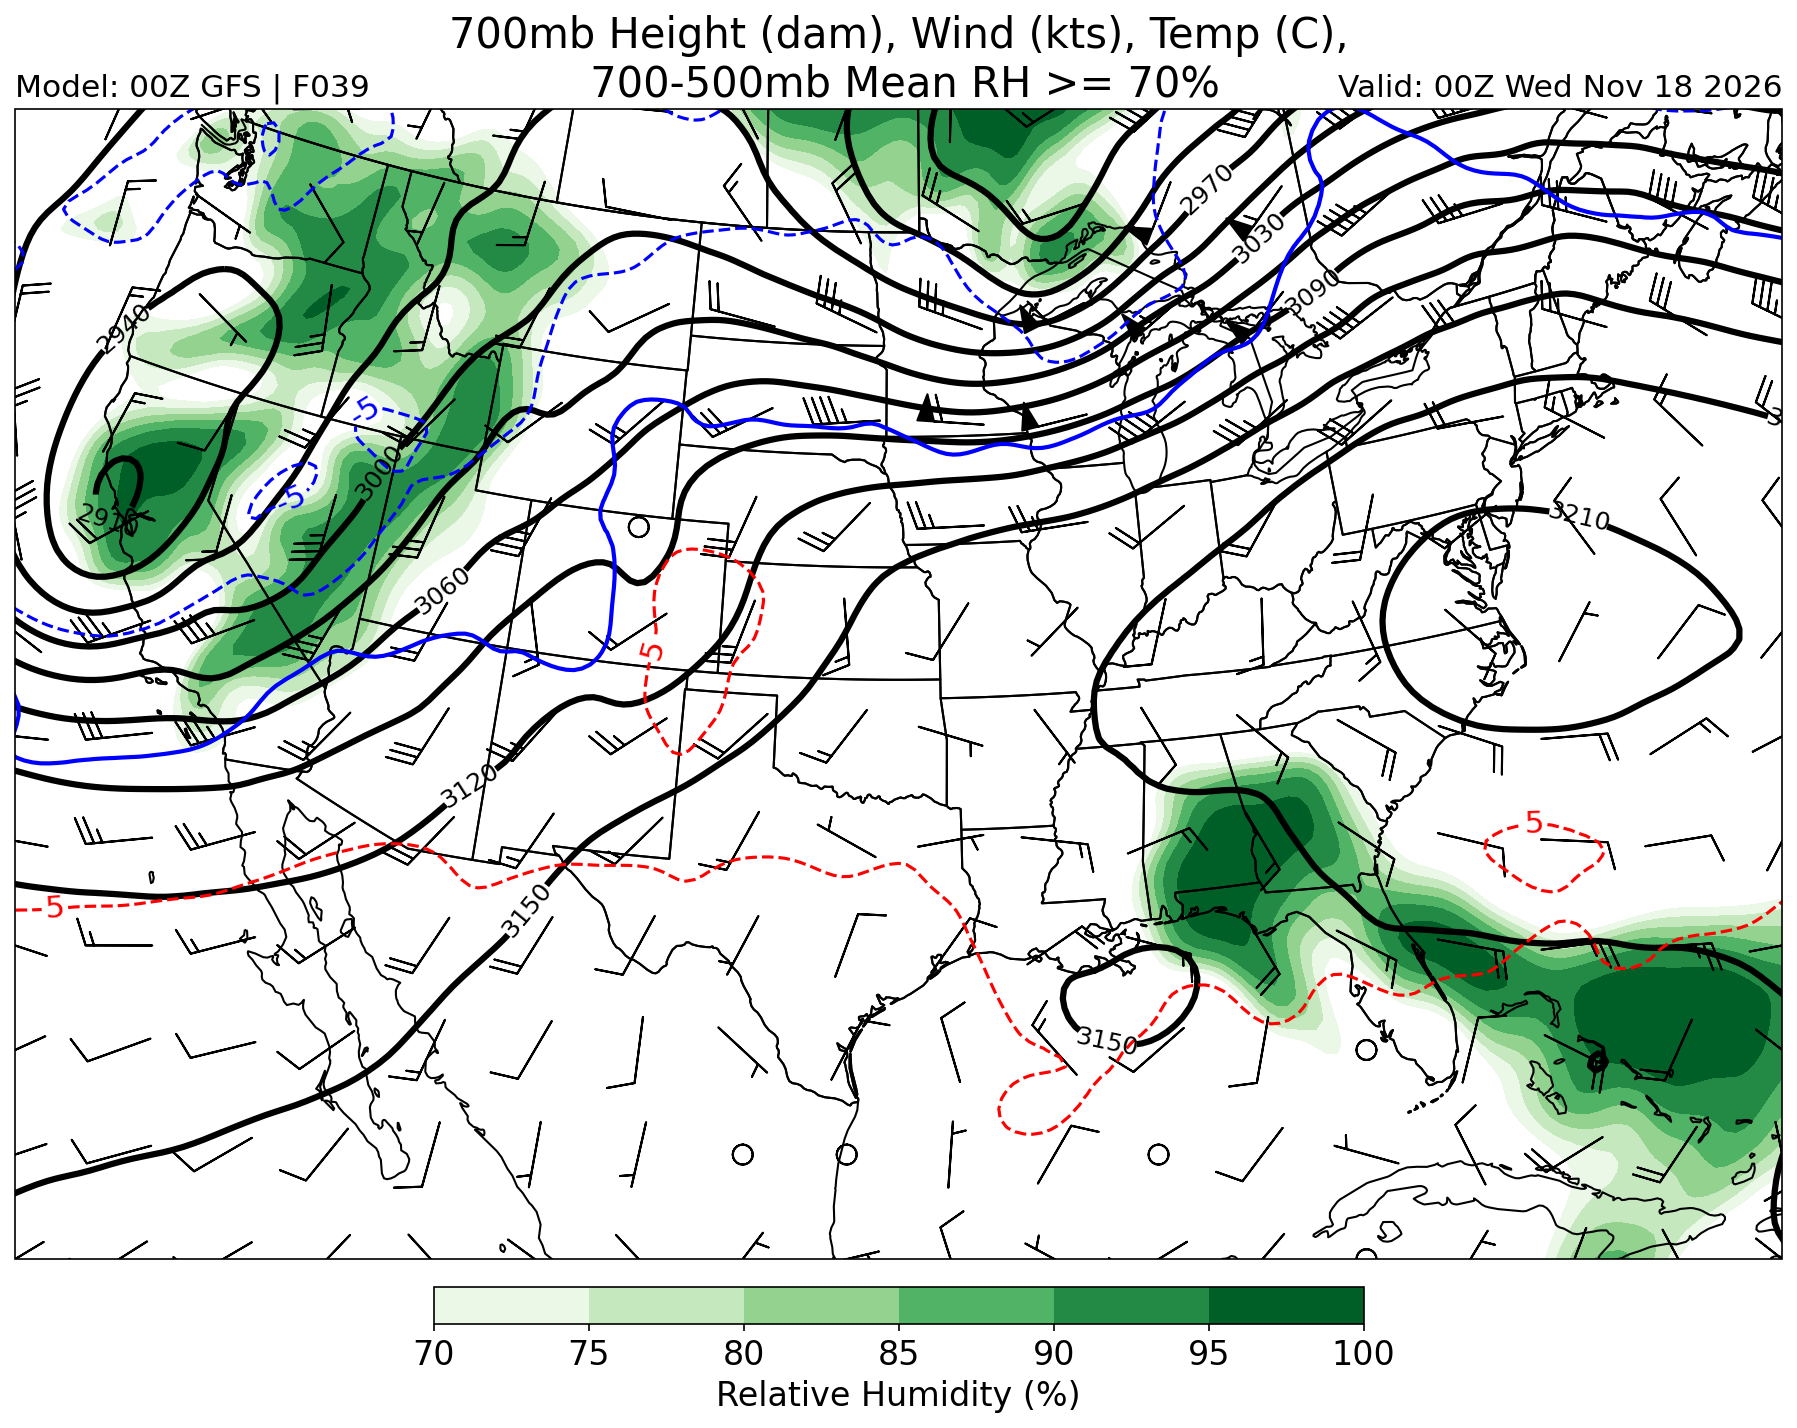 700mb Height (dam), Wind (kts), Temp (C),
700-500mb Mean RH >= 70%
Model: 00Z GFS | F039
Valid: 00Z Wed Nov 18 2026
2970
3030
3090
2940
-5
3000
-5
2910
3210
3060
5
3120
5
5
3150
3150
70 75 80 85 90 95 100
Relative Humidity (%)